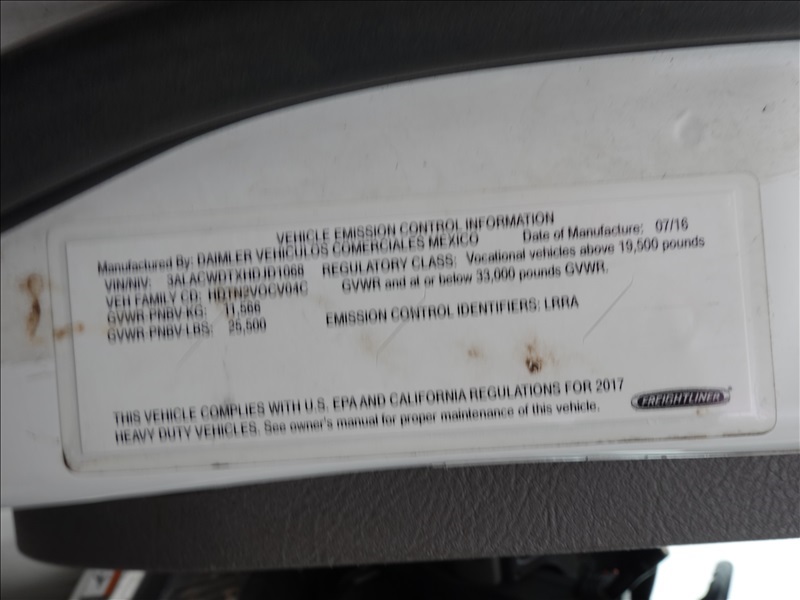 VEHICLE EMISSION CONTROL INFORMATION
Manufactured By: DAIMLER VEHICULOS COMERCIALES MEXICO Date of Manufacture: 07/16
VIN/NIV: 3ALACWDTXHDJD1068 REGULATORY CLASS: Vocational vehicles above 19,500 pounds
VEH FAMILY CD: HDTN2VOCV04C GVWR and at or below 33,000 pounds GVWR.
GVWR-PNBV-KG: 11,566
GVWR-PNBV-LBS: 25,500 EMISSION CONTROL IDENTIFIERS: LRRA
THIS VEHICLE COMPLIES WITH U.S. EPA AND CALIFORNIA REGULATIONS FOR 2017
HEAVY DUTY VEHICLES. See owner's manual for proper maintenance of this vehicle.
FREIGHTLINER